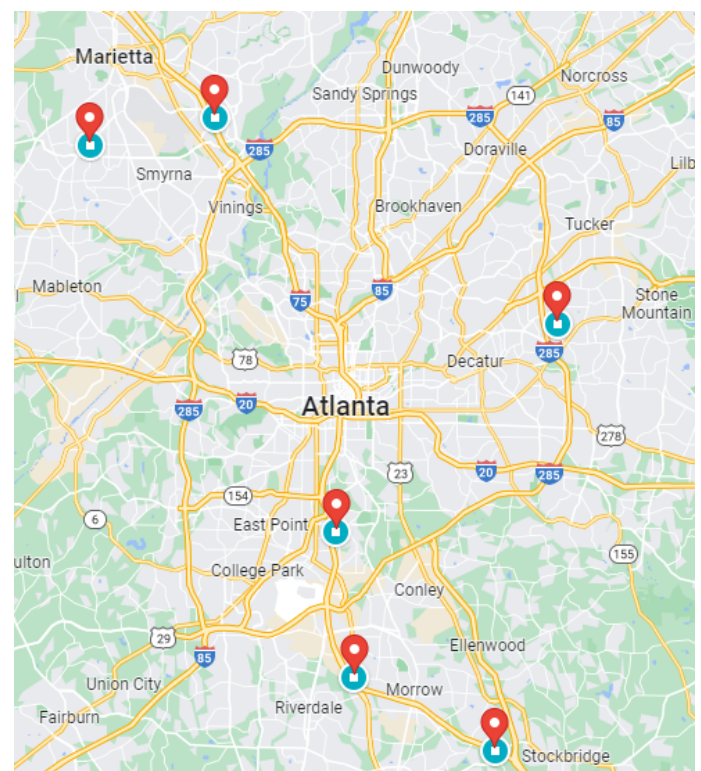 Marietta
Dunwoody
Norcross
Sandy Springs
141
285
85
285
Doraville
Lilb
Smyrna
Vinings
Brookhaven
Tucker
Mableton
85
75
Stone
Mountain
285
78
Decatur
20
285
Atlanta
278
23
20
285
154
6
East Point
155
ulton
College Park
Conley
29
Ellenwood
85
Union City
Morrow
Riverdale
Fairburn
Stockbridge